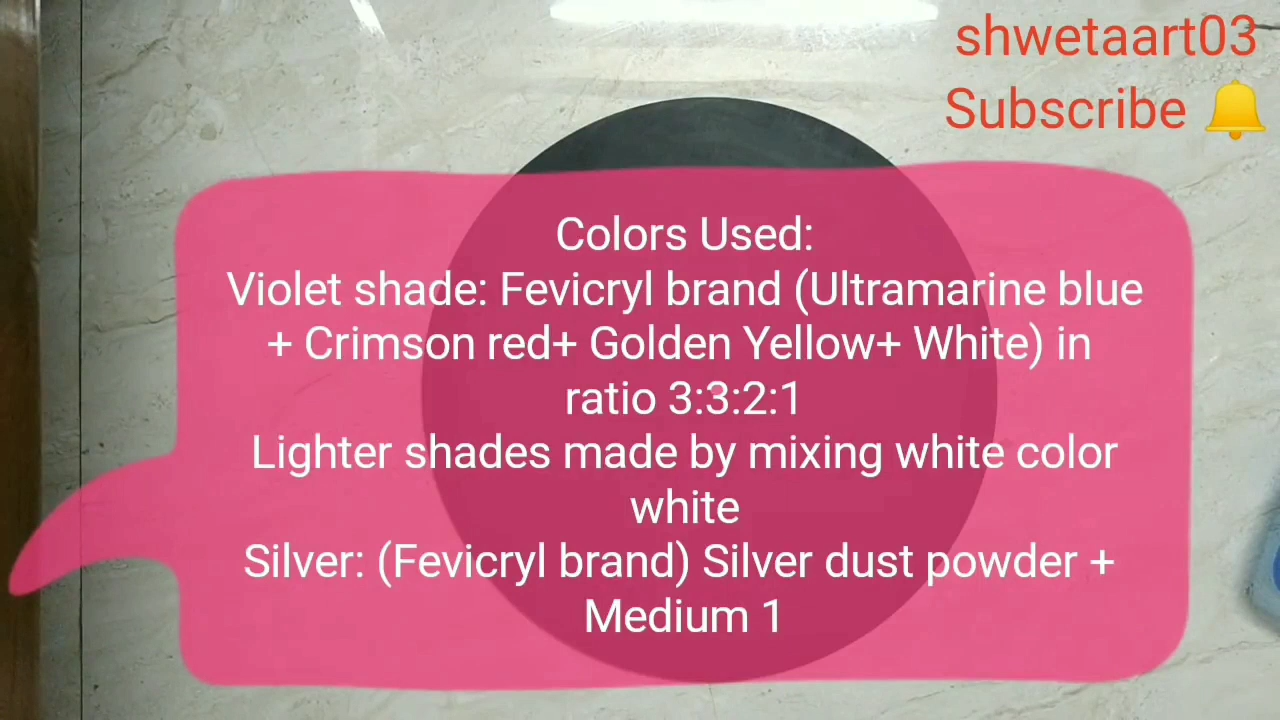 shwetaart03
Subscribe 🔔
Colors Used:
Violet shade: Fevicryl brand (Ultramarine blue
+ Crimson red+ Golden Yellow+ White) in
ratio 3:3:2:1
Lighter shades made by mixing white color
white
Silver: (Fevicryl brand) Silver dust powder +
Medium 1